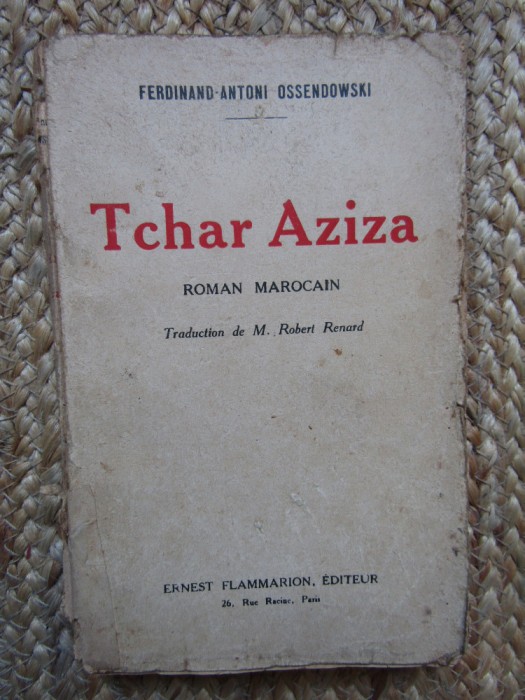 FERDINAND-ANTONI OSSENDOWSKI
Tchar Aziza
ROMAN MAROCAIN
Traduction de M. Robert Renard
ERNEST FLAMMARION, ÉDITEUR
26, Rue Racine, Paris